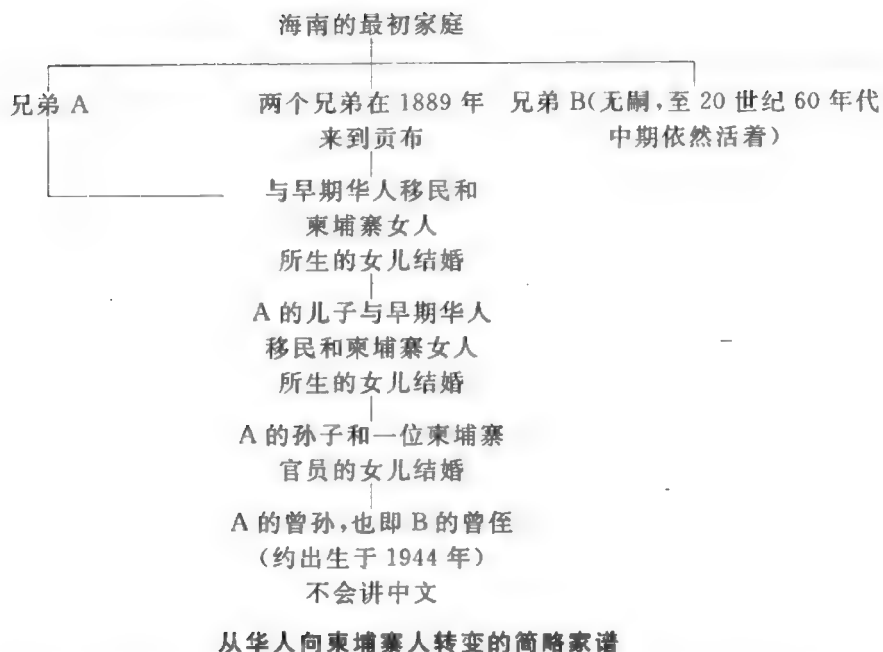 海南的最初家庭
兄弟 A
两个兄弟在 1889 年
来到贡布
兄弟 B(无嗣,至 20 世纪 60 年代
中期依然活着)
与早期华人移民和
柬埔寨女人
所生的女儿结婚
A 的儿子与早期华人
移民和柬埔寨女人
所生的女儿结婚
A 的孙子和一位柬埔寨
官员的女儿结婚
A 的曾孙,也即 B 的曾侄
(约出生于 1944 年)
不会讲中文
从华人向柬埔寨人转变的简略家谱